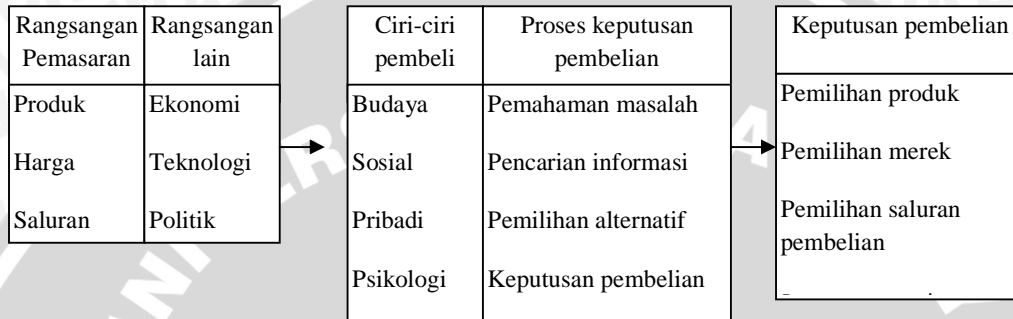 Rangsangan Pemasaran
Produk
Harga
Saluran
Rangsangan lain
Ekonomi
Teknologi
Politik
Ciri-ciri pembeli
Budaya
Sosial
Pribadi
Psikologi
Proses keputusan pembelian
Pemahaman masalah
Pencarian informasi
Pemilihan alternatif
Keputusan pembelian
Keputusan pembelian
Pemilihan produk
Pemilihan merek
Pemilihan saluran
pembelian